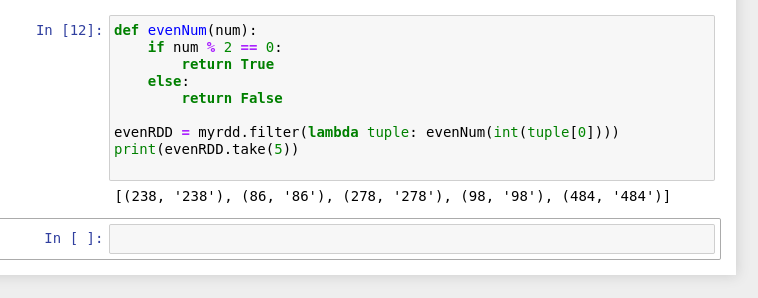 In [12]: def evenNum(num):
    if num % 2 == 0:
        return True
    else:
        return False

evenRDD = myrdd.filter(lambda tuple: evenNum(int(tuple[0])))
print(evenRDD.take(5))
[(238, '238'), (86, '86'), (278, '278'), (98, '98'), (484, '484')]
In [ ]: